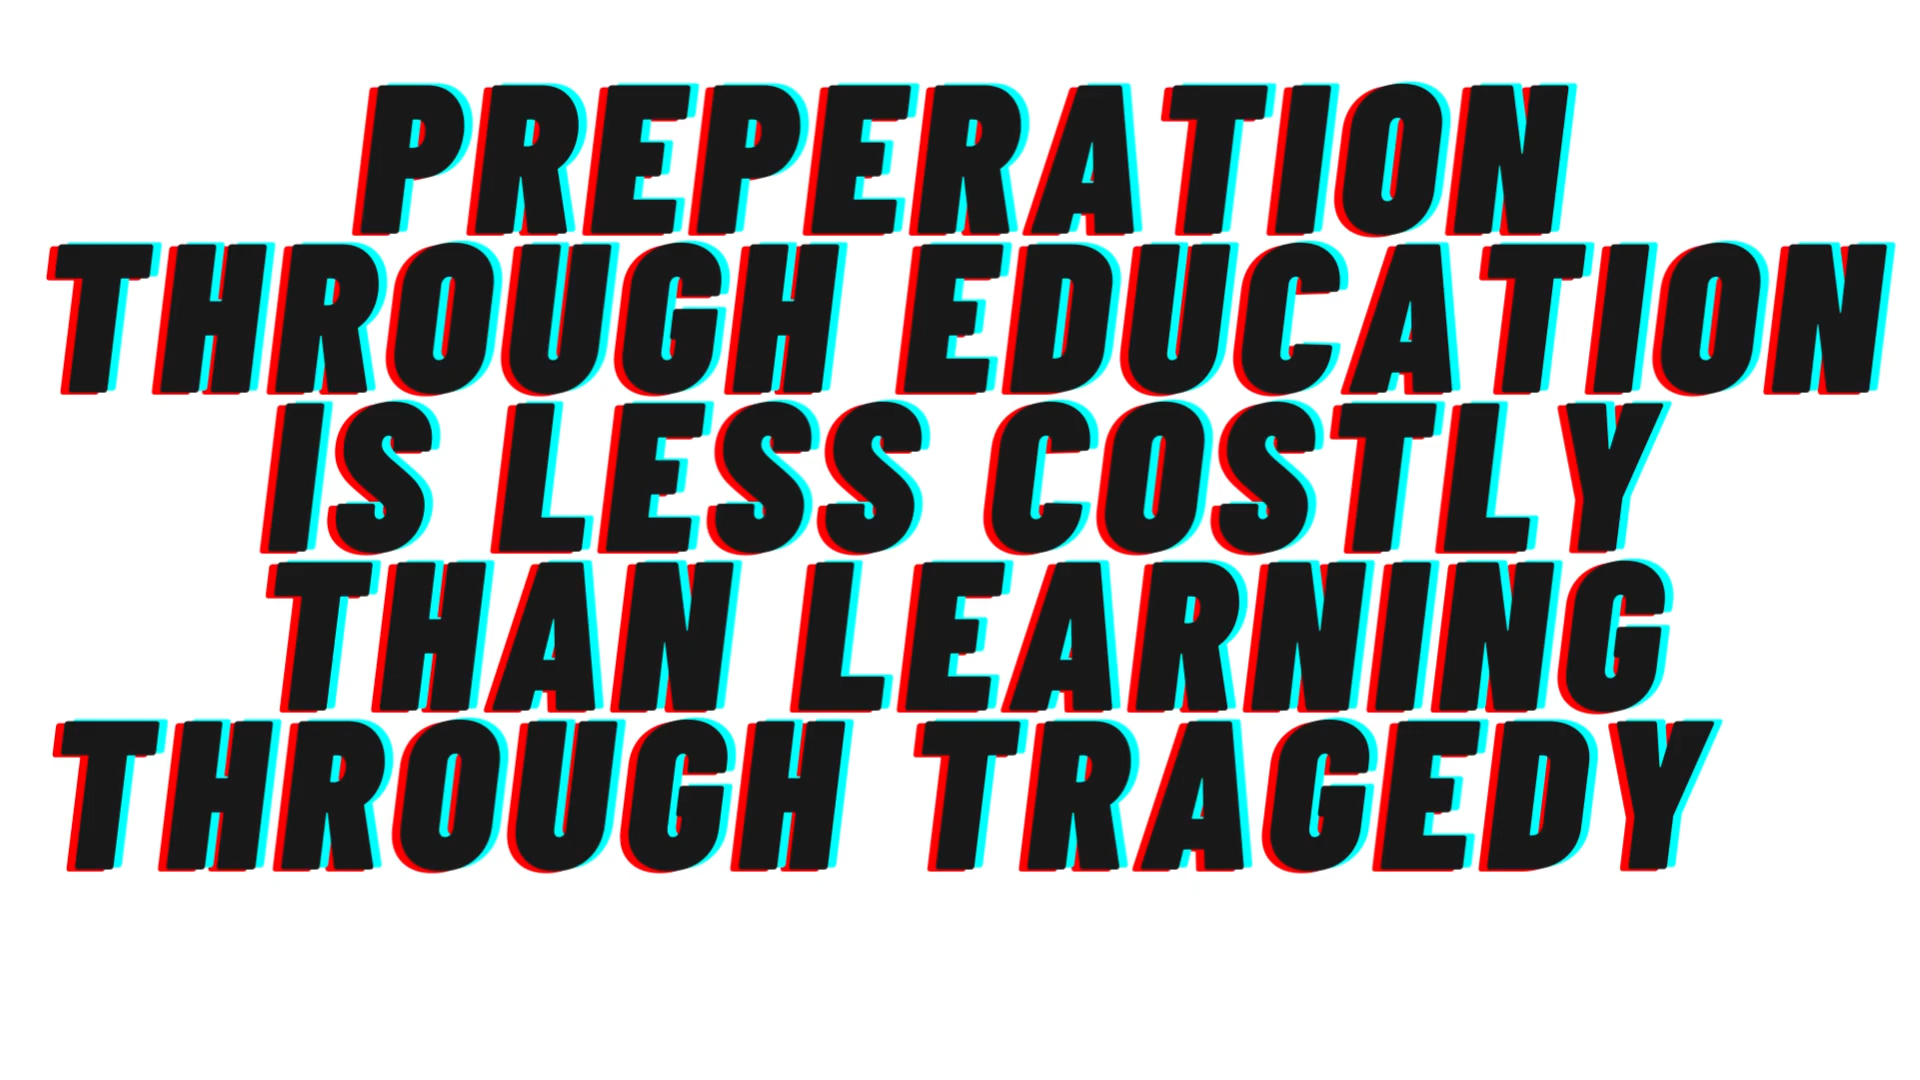 PREPERATION
THROUGH EDUCATION
IS LESS COSTLY
THAN LEARNING
THROUGH TRAGEDY